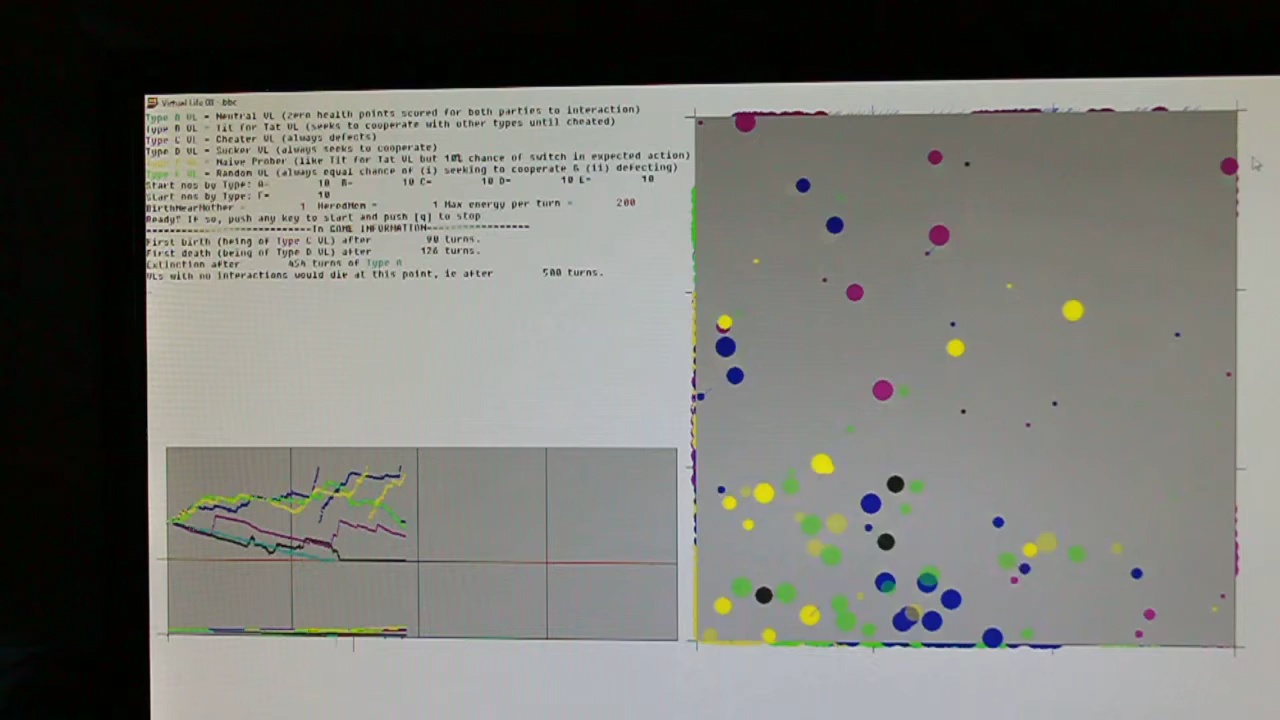 Virtual Life 03 - bbc
Type A VL = Neutral VL (zero health points scored for both parties to interaction)
Type B VL = Tit for Tat VL (seeks to cooperate with other types until cheated)
Type C VL = Cheater VL (always defects)
Type D VL = Sucker VL (always seeks to cooperate)
Type E VL = Naive Prober (like Tit for Tat VL but 10% chance of switch in expected action)
Type F VL = Random VL (always equal chance of (i) seeking to cooperate & (ii) defecting)
Start nos by Type: A= 10 B= 10 C= 10 D= 10 E= 10
Start nos by Type: F= 10
BirthNearMother = 1 HeredMem = 1 Max energy per turn = 200
Ready? If so, push any key to start and push [q] to stop
In GAME INFORMATION
First birth (being of Type C VL) after 90 turns.
First death (being of Type D VL) after 126 turns.
Extinction after 454 turns of Type A
VLs with no interactions would die at this point, ie after 500 turns.